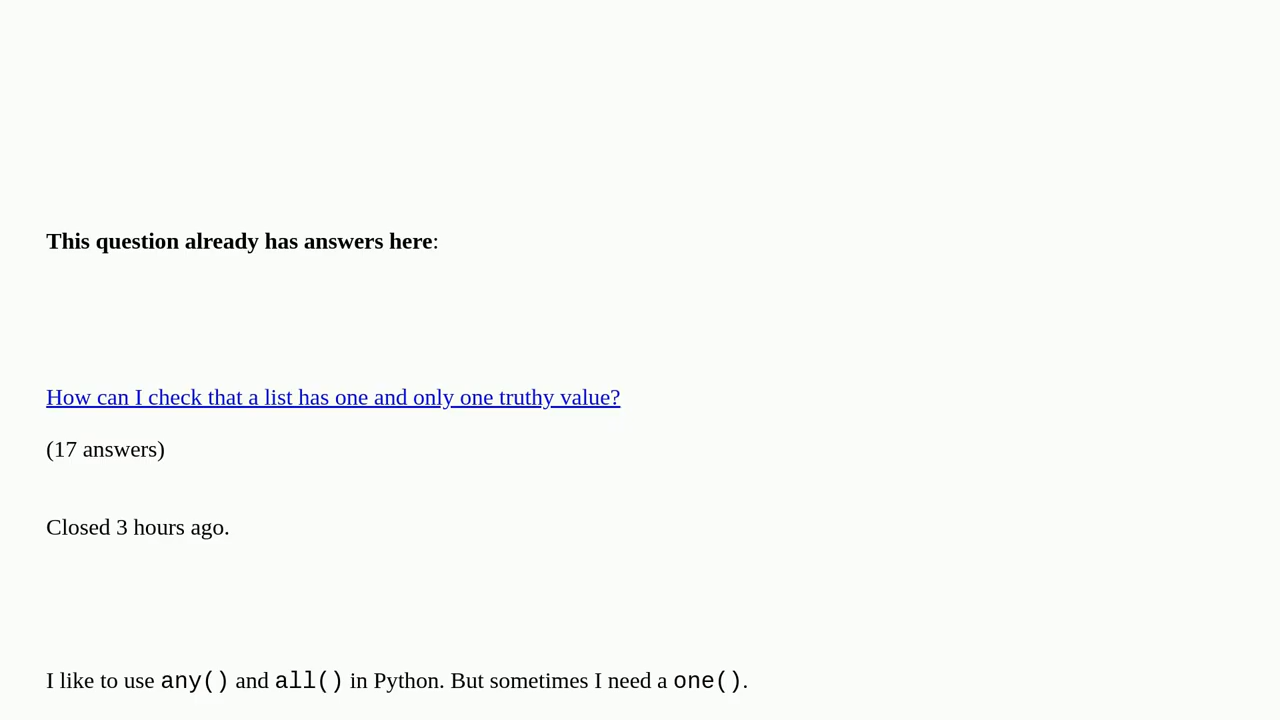 This question already has answers here:
How can I check that a list has one and only one truthy value?
(17 answers)
Closed 3 hours ago.
I like to use any() and all() in Python. But sometimes I need a one().